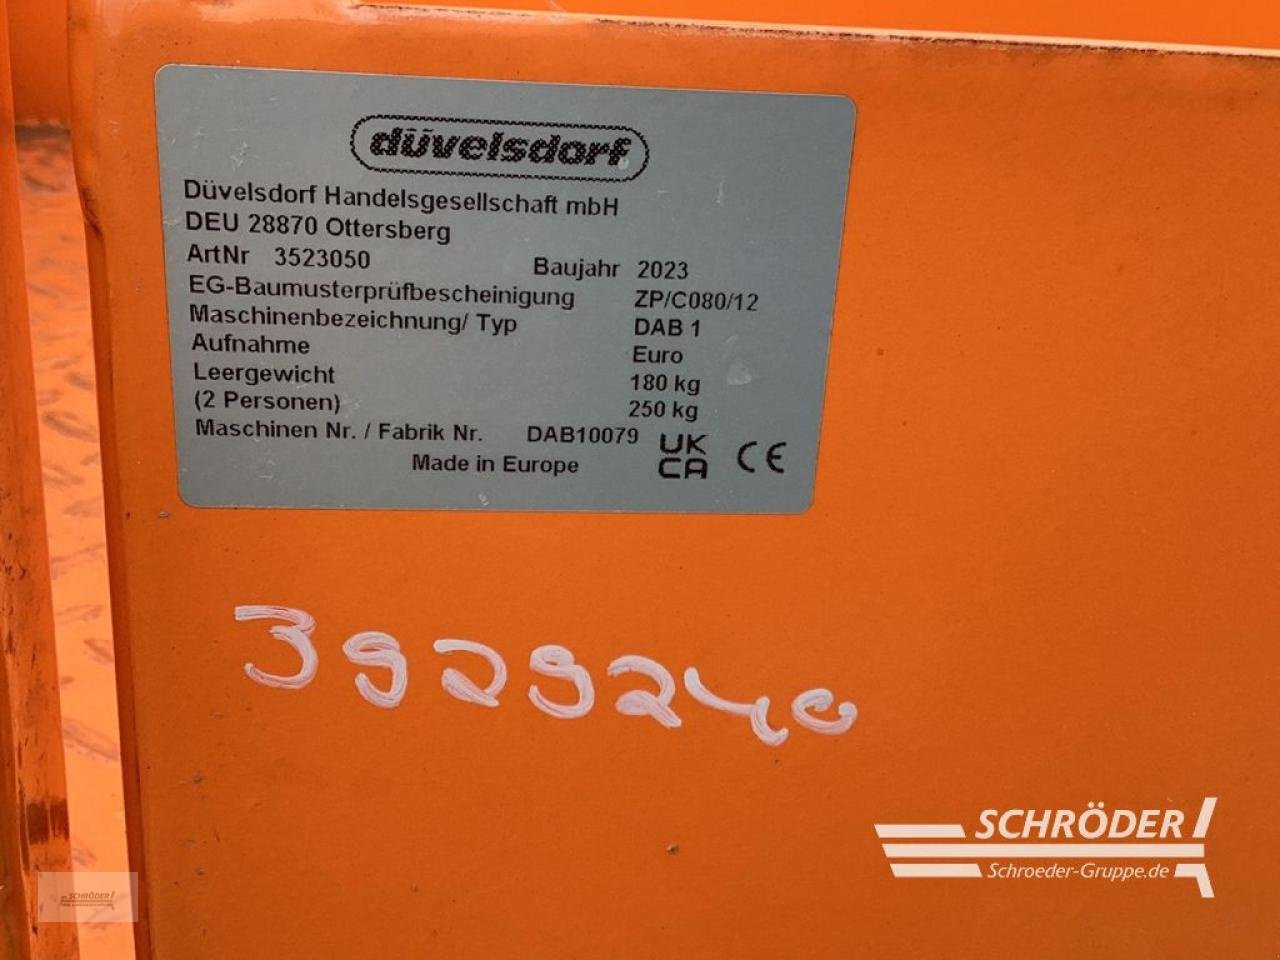 düvelsdorf
Düvelsdorf Handelsgesellschaft mbH
DEU 28870 Ottersberg
ArtNr 3523050 Baujahr 2023
EG-Baumusterprüfbescheinigung ZP/C080/12
Maschinenbezeichnung/ Typ DAB 1
Aufnahme Euro
Leergewicht 180 kg
(2 Personen) 250 kg
Maschinen Nr. / Fabrik Nr. DAB10079
UK
CA
CE
Made in Europe
3929240
SCHRÖDER
Schroeder-Gruppe.de
SCHRÖDER